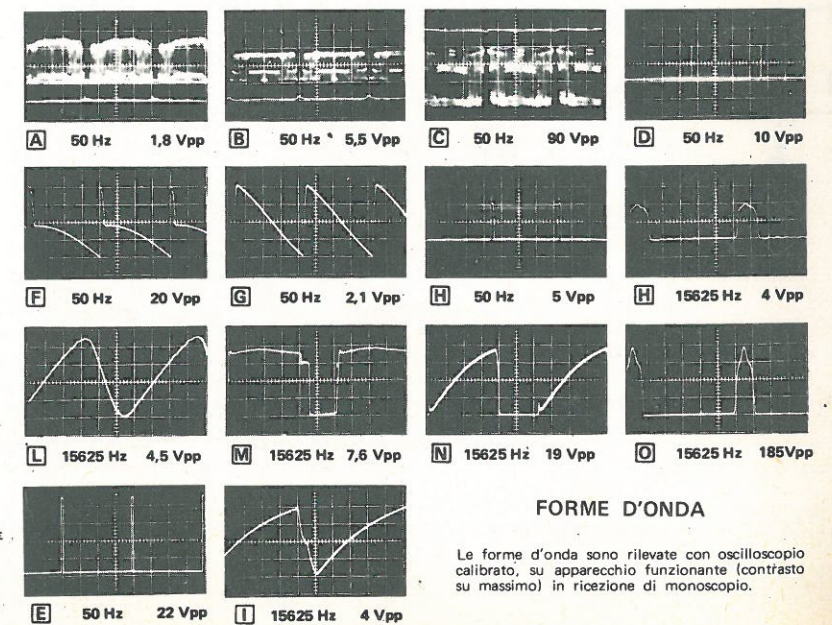 A 50 Hz 1,8 Vpp
B 50 Hz 5,5 Vpp
C 50 Hz 90 Vpp
D 50 Hz 10 Vpp
F 50 Hz 20 Vpp
G 50 Hz 2,1 Vpp
H 50 Hz 5 Vpp
H 15625 Hz 4 Vpp
L 15625 Hz 4,5 Vpp
M 15625 Hz 7,6 Vpp
N 15625 Hz 19 Vpp
O 15625 Hz 185Vpp
E 50 Hz 22 Vpp
I 15625 Hz 4 Vpp
FORME D'ONDA
Le forme d'onda sono rilevate con oscilloscopio
calibrato, su apparecchio funzionante (contrasto
su massimo) in ricezione di monoscopio.